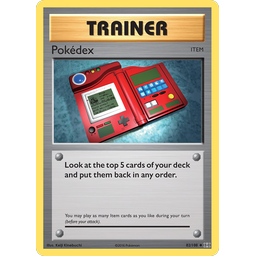 TRAINER
Pokédex
ITEM
Look at the top 5 cards of your deck
and put them back in any order.
You may play as many Item cards as you like during your turn
(before your attack).